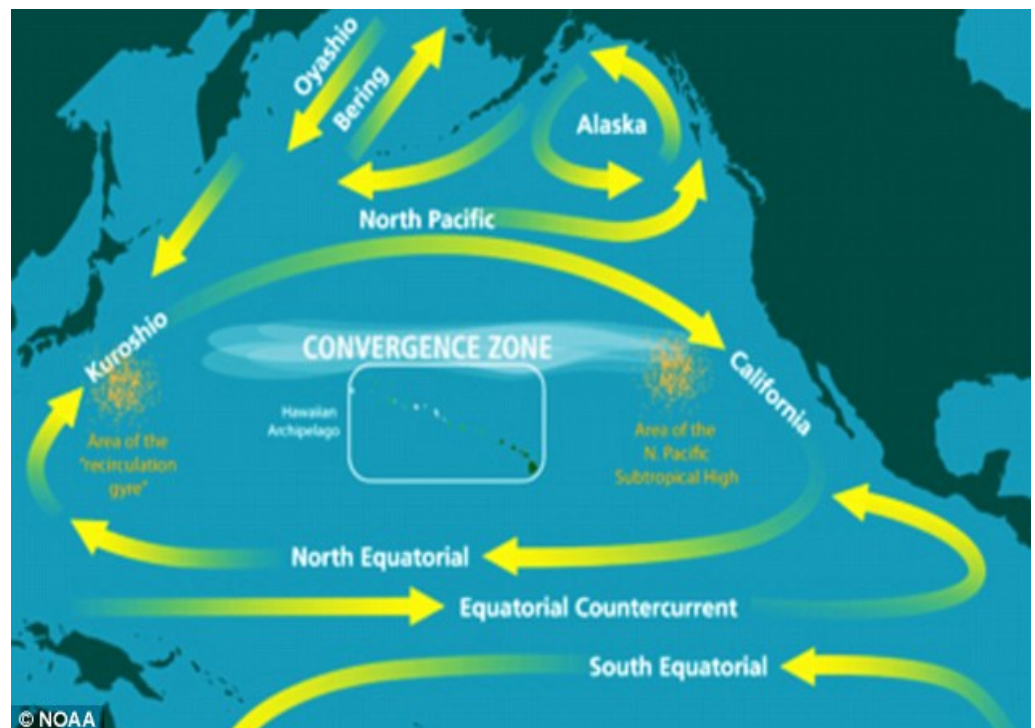 Oyashio
Bering
Alaska
North Pacific
Kuroshio
CONVERGENCE ZONE
California
Hawaiian
Archipelago
Area of the
"recirculation
gyre"
Area of the
N. Pacific
Subtropical High
North Equatorial
Equatorial Countercurrent
South Equatorial
© NOAA